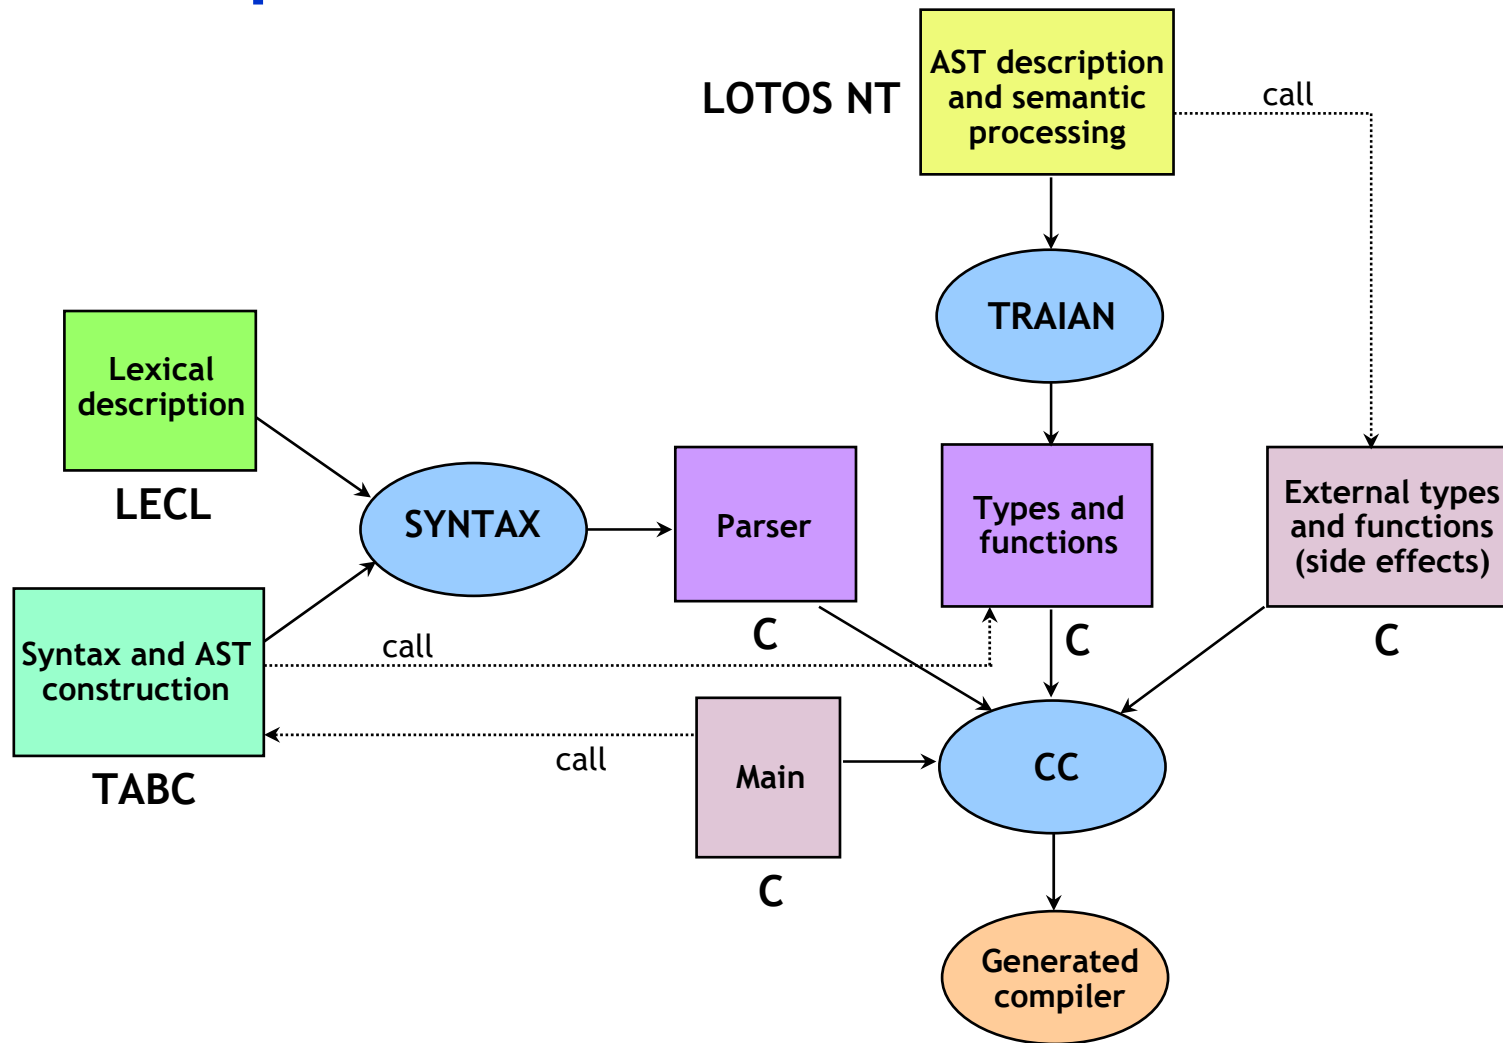 AST description
and semantic
processing
LOTOS NT
call
TRAIAN
Lexical
description
LECL
SYNTAX
Parser
C
Types and
functions
C
External types
and functions
(side effects)
C
Syntax and AST
construction
TABC
call
call
Main
C
CC
Generated
compiler